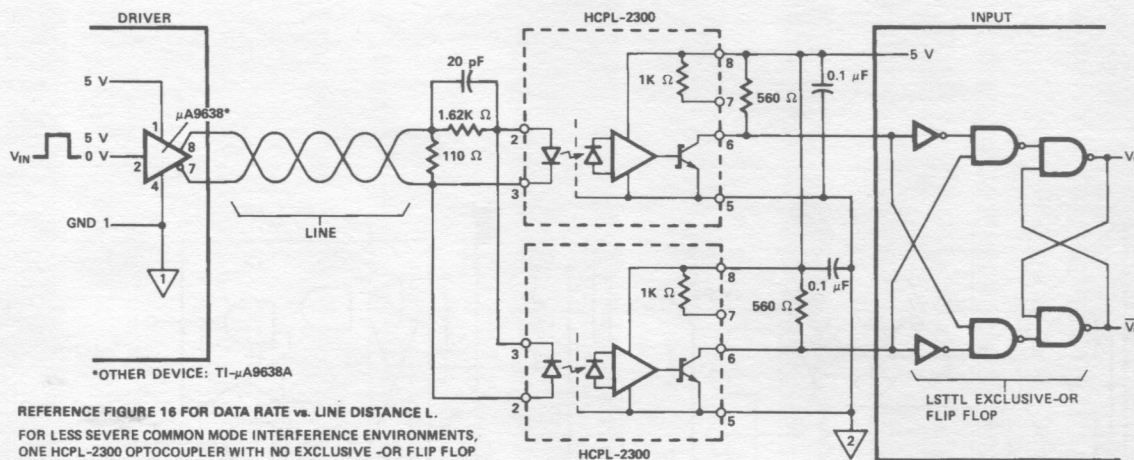 DRIVER
HCPL-2300
INPUT
5 V
μA9638*
VIN
5 V
0 V
1
8
2
7
4
GND 1
1
LINE
20 pF
1.62K Ω
110 Ω
2
3
1K Ω
8
7
6
5
560 Ω
0.1 μF
5 V
V
1K Ω
8
7
6
5
3
2
560 Ω
0.1 μF
2
V
HCPL-2300
LSTTL EXCLUSIVE-OR
FLIP FLOP
*OTHER DEVICE: TI-μA9638A
REFERENCE FIGURE 16 FOR DATA RATE vs. LINE DISTANCE L.
FOR LESS SEVERE COMMON MODE INTERFERENCE ENVIRONMENTS,
ONE HCPL-2300 OPTOCOUPLER WITH NO EXCLUSIVE -OR FLIP FLOP